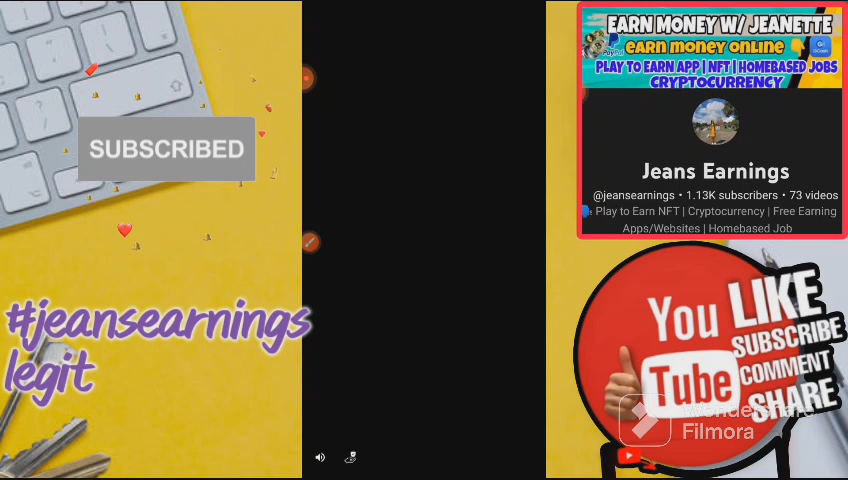 SUBSCRIBED
#jeansearnings
legit
EARN MONEY W/ JEANETTE
earn money online
PLAY TO EARN APP | NFT | HOMEBASED JOBS
CRYPTOCURRENCY
Jeans Earnings
@jeansearnings • 1.13K subscribers • 73 videos
Play to Earn NFT | Cryptocurrency | Free Earning
Apps/Websites | Homebased Job
You LIKE
SUBSCRIBE
Tube COMMENT
SHARE
Wondershare
Filmora